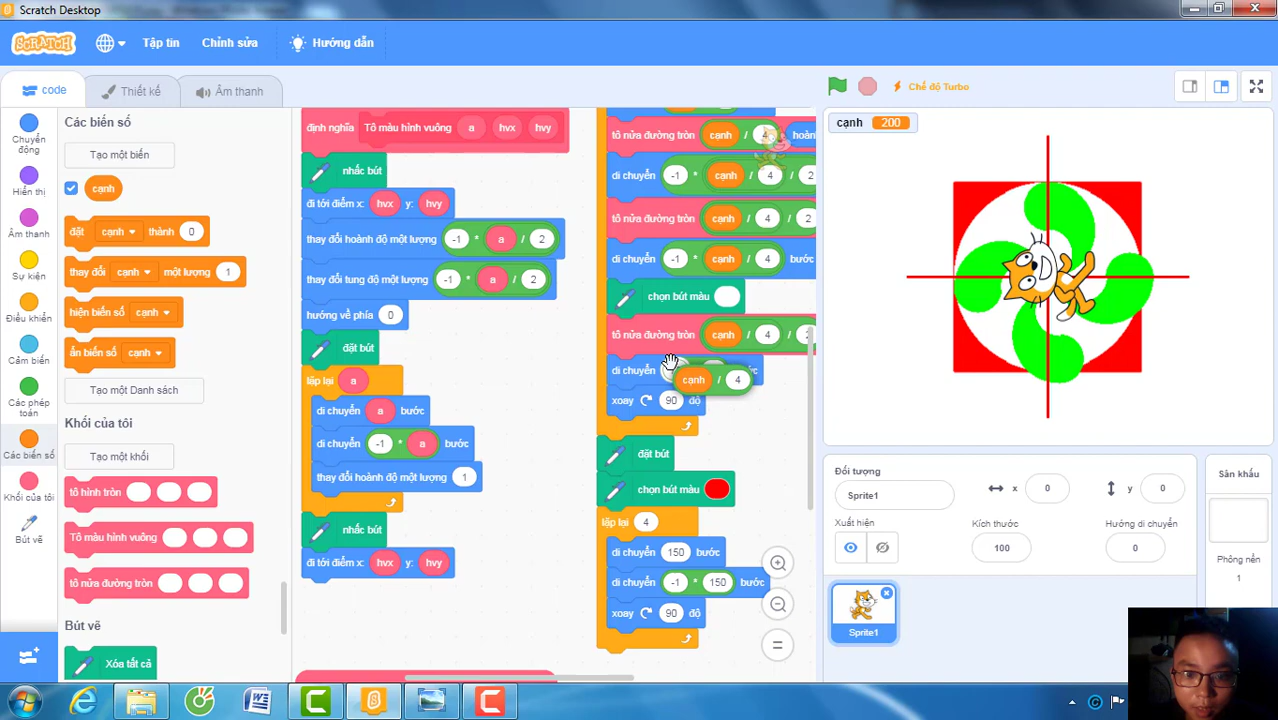 Scratch Desktop
SCRATCH
Tập tin
Chỉnh sửa
Hướng dẫn
code
Thiết kế
Âm thanh
Chuyển động
Hiển thị
Âm thanh
Sự kiện
Điều khiển
Cảm biến
Các phép toán
Các biến số
Khối của tôi
Bút vẽ
Các biến số
Tạo một biến
cạnh
đặt cạnh thành 0
thay đổi cạnh một lượng 1
hiện biến số cạnh
ẩn biến số cạnh
Tạo một Danh sách
Khối của tôi
Tạo một khối
tô hình tròn
Tô màu hình vuông
tô nửa đường tròn
Bút vẽ
Xóa tất cả
định nghĩa Tô màu hình vuông a hvx hvy
nhấc bút
đi tới điểm x: hvx y: hvy
thay đổi hoành độ một lượng -1 * a / 2
thay đổi tung độ một lượng -1 * a / 2
hướng về phía 0
đặt bút
lặp lại a
di chuyển a bước
di chuyển -1 * a bước
thay đổi hoành độ một lượng 1
nhấc bút
đi tới điểm x: hvx y: hvy
tô nửa đường tròn cạnh / 4 hoàn
di chuyển -1 * cạnh / 4 / 2
tô nửa đường tròn cạnh / 4 / 2
di chuyển -1 * cạnh / 4 bước
chọn bút màu
tô nửa đường tròn cạnh / 4 / 2
di chuyển
cạnh / 4
xoay 90 độ
đặt bút
chọn bút màu
lặp lại 4
di chuyển 150 bước
di chuyển -1 * 150 bước
xoay 90 độ
Chế độ Turbo
cạnh 200
Đối tượng
Sprite1
x 0
y 0
Xuất hiện
Kích thước
100
Hướng di chuyển
0
Sprite1
Sân khấu
Phông nền
1